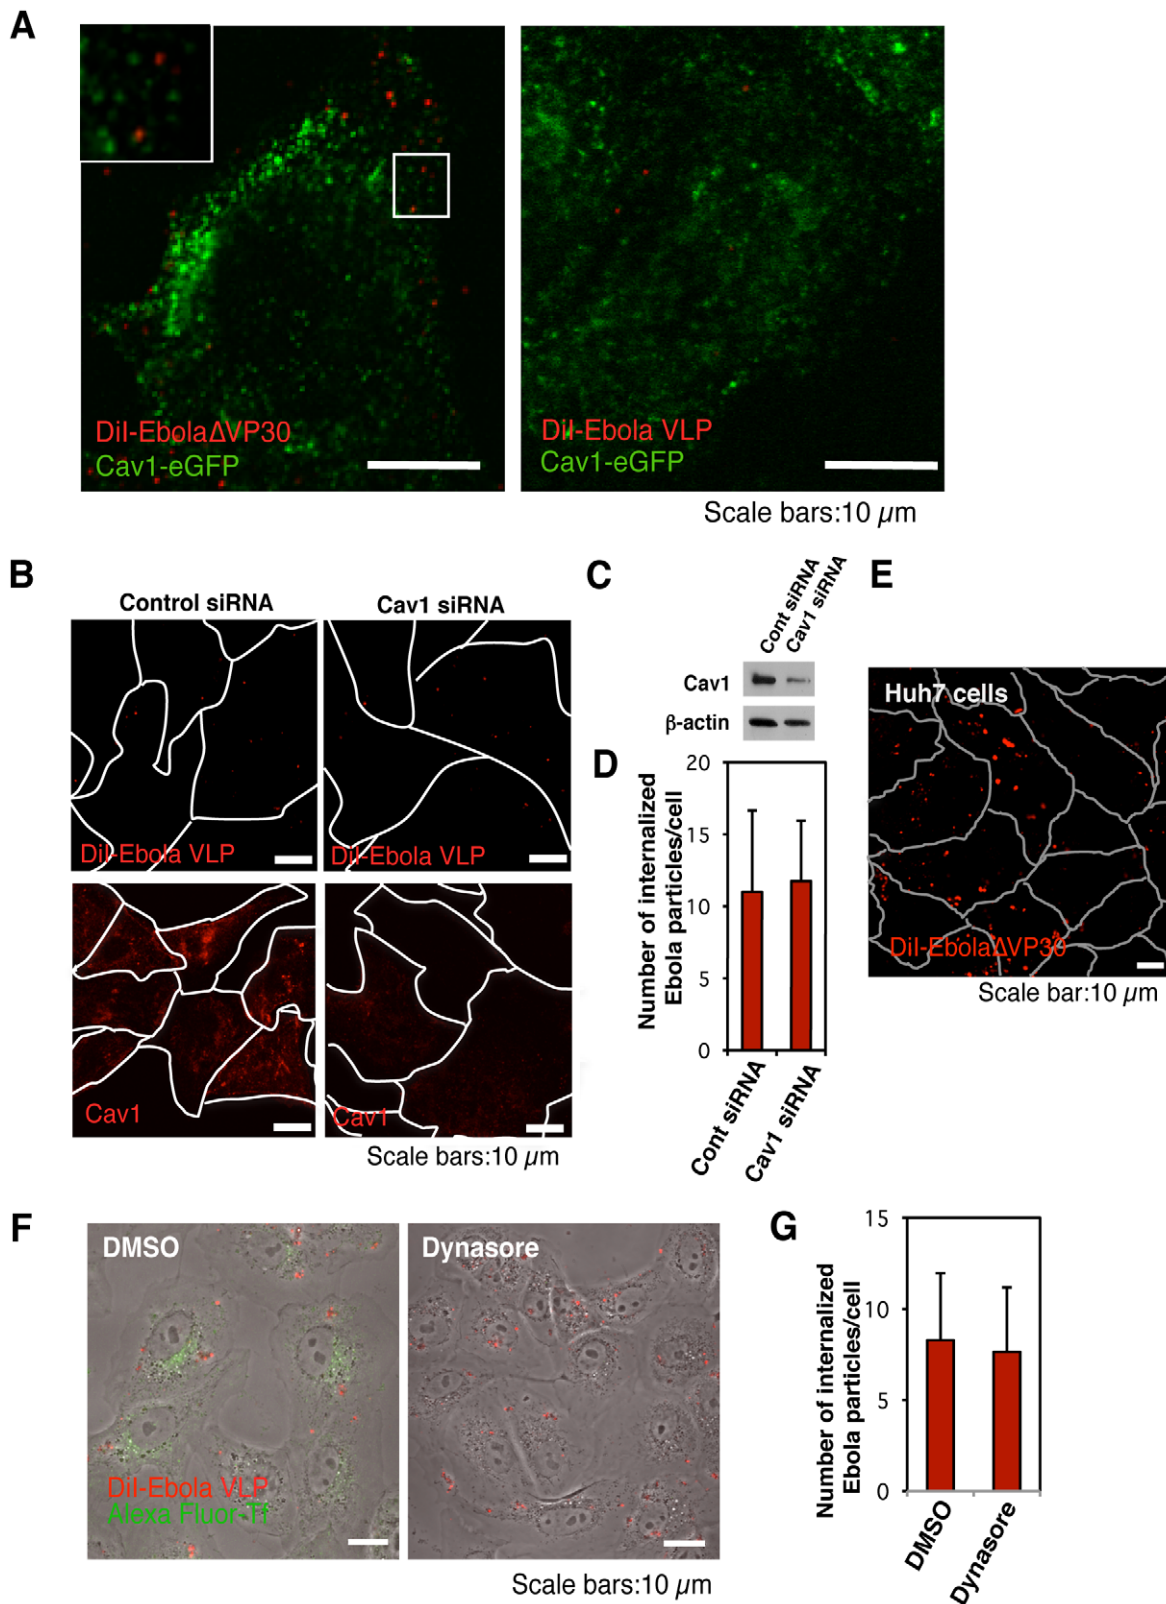 A
DiI-EbolaΔVP30
Cav1-eGFP
DiI-Ebola VLP
Cav1-eGFP
Scale bars:10 µm
B
Control siRNA
Cav1 siRNA
DiI-Ebola VLP
DiI-Ebola VLP
Cav1
Cav1
Scale bars:10 µm
C
Cont siRNA
Cav1 siRNA
Cav1
β-actin
D
Number of internalized
Ebola particles/cell
20
15
10
5
0
Cont siRNA
Cav1 siRNA
E
Huh7 cells
DiI-EbolaΔVP30
Scale bar:10 µm
F
DMSO
DiI-Ebola VLP
Alexa Fluor-Tf
Dynasore
Scale bars:10 µm
G
Number of internalized
Ebola particles/cell
15
10
5
0
DMSO
Dynasore